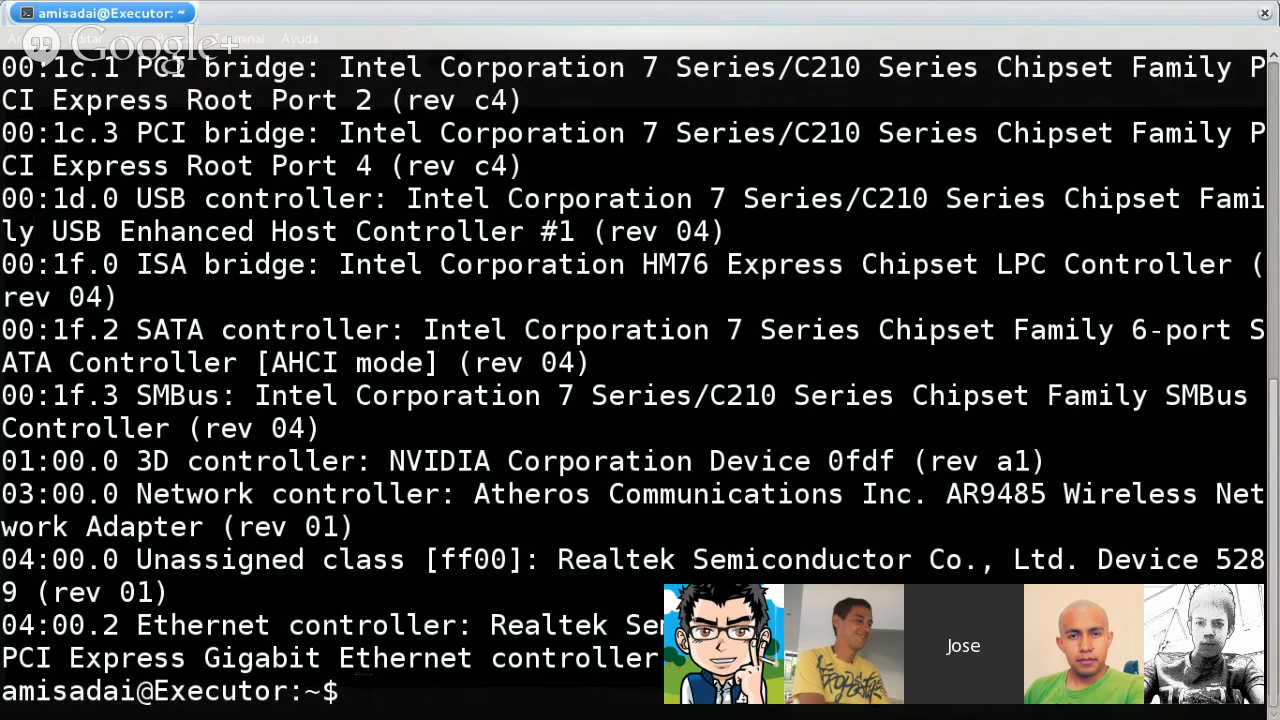 amisadai@Executor: ~
Google+
Editar Terminal Ayuda
00:1c.1 PCI bridge: Intel Corporation 7 Series/C210 Series Chipset Family P
CI Express Root Port 2 (rev c4)
00:1c.3 PCI bridge: Intel Corporation 7 Series/C210 Series Chipset Family P
CI Express Root Port 4 (rev c4)
00:1d.0 USB controller: Intel Corporation 7 Series/C210 Series Chipset Fami
ly USB Enhanced Host Controller #1 (rev 04)
00:1f.0 ISA bridge: Intel Corporation HM76 Express Chipset LPC Controller (
rev 04)
00:1f.2 SATA controller: Intel Corporation 7 Series Chipset Family 6-port S
ATA Controller [AHCI mode] (rev 04)
00:1f.3 SMBus: Intel Corporation 7 Series/C210 Series Chipset Family SMBus
Controller (rev 04)
01:00.0 3D controller: NVIDIA Corporation Device 0fdf (rev a1)
03:00.0 Network controller: Atheros Communications Inc. AR9485 Wireless Net
work Adapter (rev 01)
04:00.0 Unassigned class [ff00]: Realtek Semiconductor Co., Ltd. Device 528
9 (rev 01)
04:00.2 Ethernet controller: Realtek Se
PCI Express Gigabit Ethernet controller
amisadai@Executor:~$
Jose